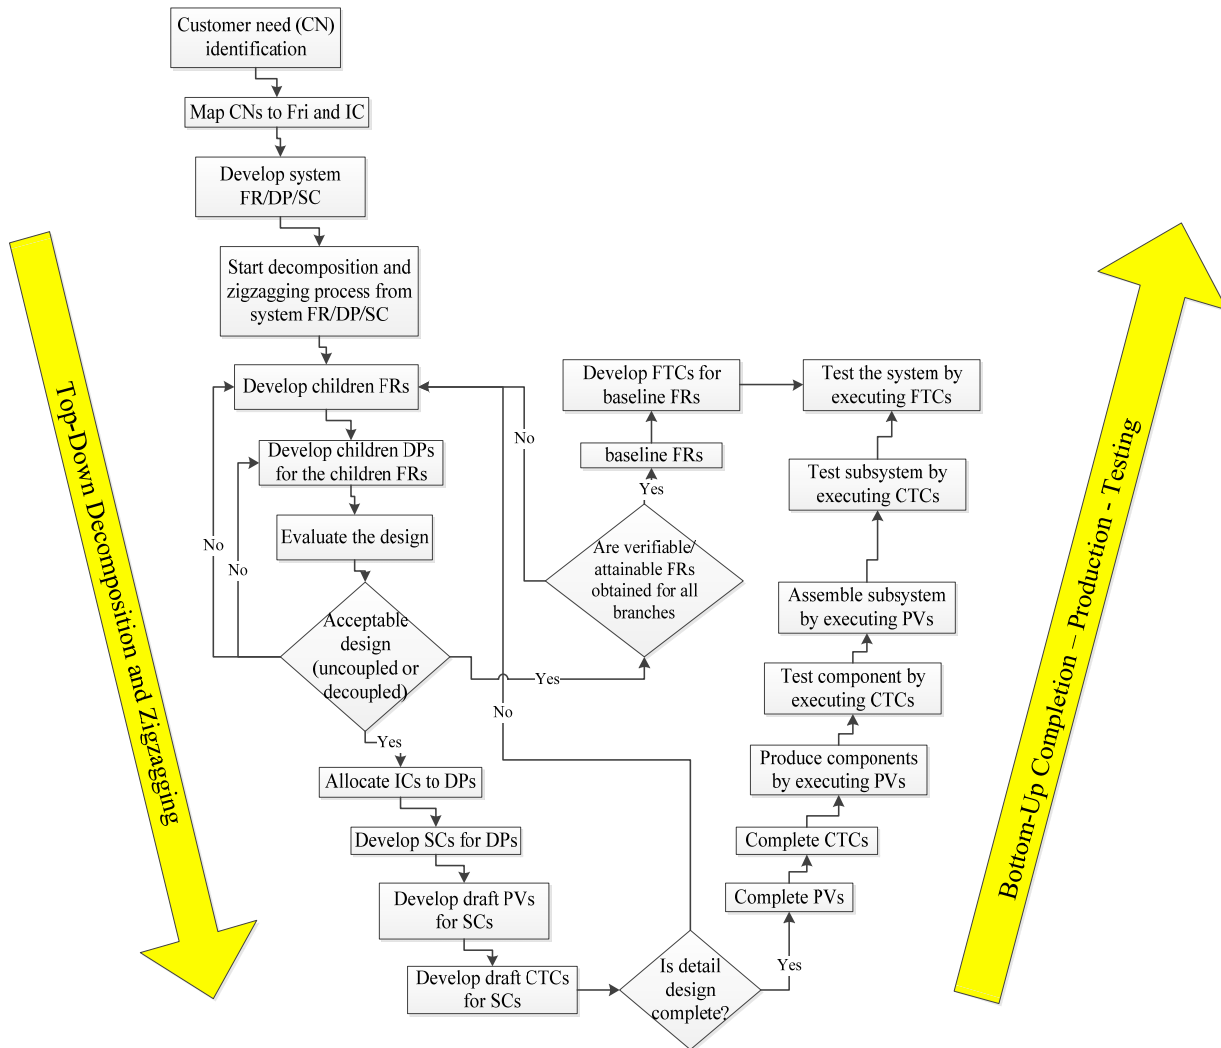 Customer need (CN)
identification
Map CNs to Fri and IC
Develop system
FR/DP/SC
Start decomposition and
zigzagging process from
system FR/DP/SC
Develop children FRs
Develop children DPs
for the children FRs
Evaluate the design
No
No
Acceptable
design
(uncoupled or
decoupled)
Yes
Yes
Allocate ICs to DPs
Develop SCs for DPs
Develop draft PVs
for SCs
Develop draft CTCs
for SCs
Is detail
design
complete?
No
Yes
Are verifiable/
attainable FRs
obtained for all
branches
No
Yes
baseline FRs
Develop FTCs for
baseline FRs
Complete PVs
Complete CTCs
Produce components
by executing PVs
Test component by
executing CTCs
Assemble subsystem
by executing PVs
Test subsystem by
executing CTCs
Test the system by
executing FTCs
Top-Down Decomposition and Zigzagging
Bottom-Up Completion – Production - Testing